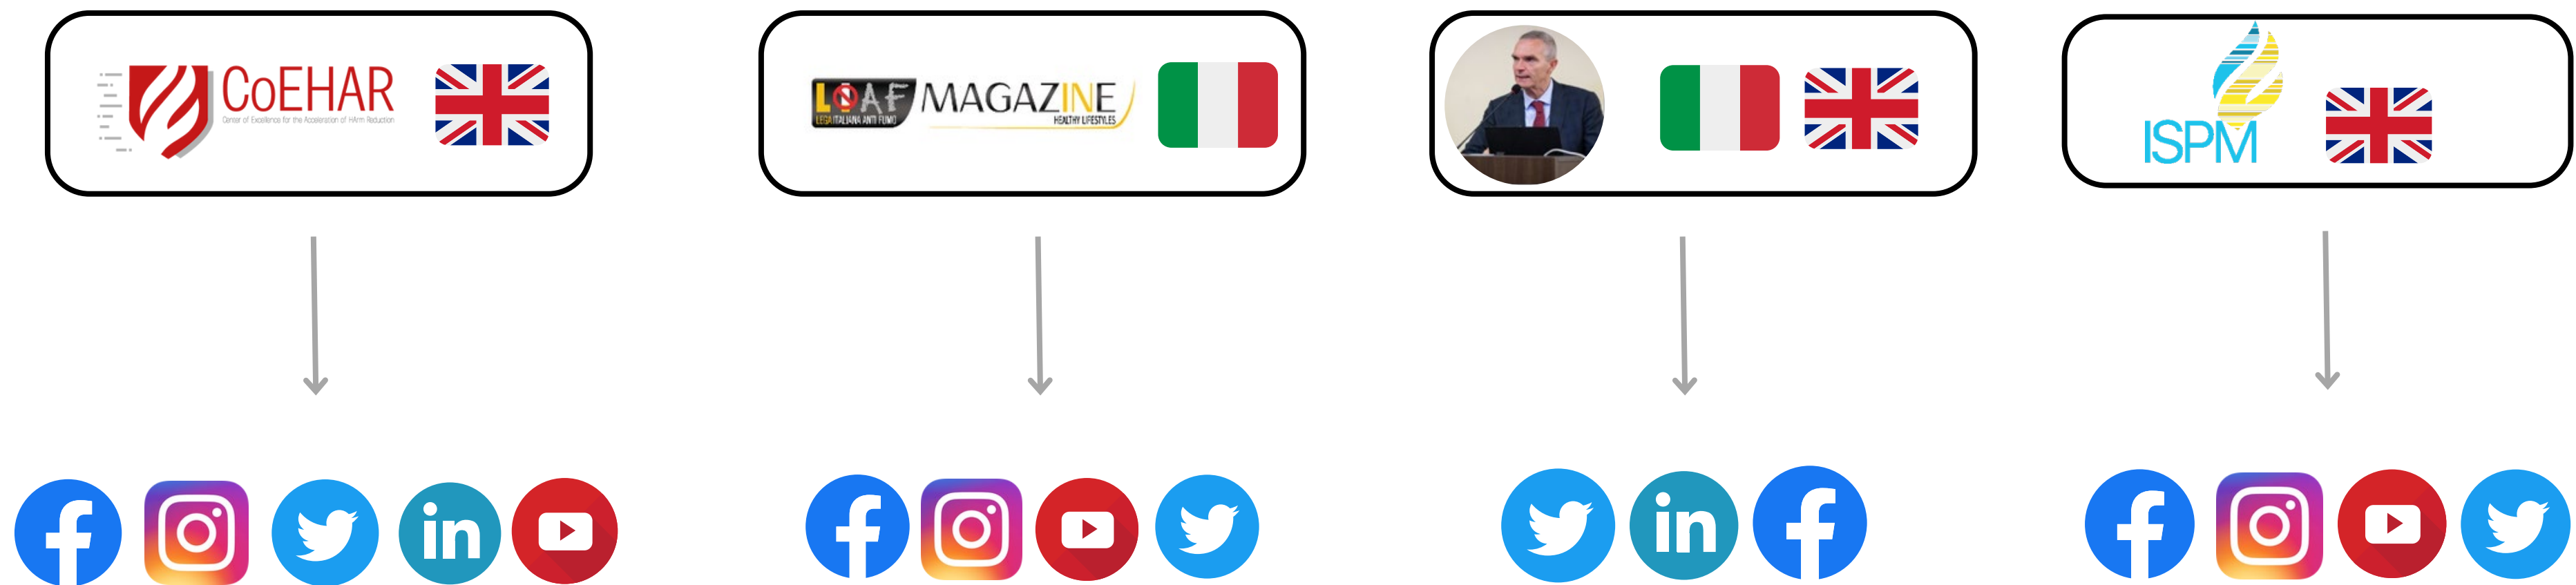 CoEHAR
Center of Excellence for the Acceleration of HArm Reduction
LIAF MAGAZINE
LEGA ITALIANA ANTI FUMO
HEALTHY LIFESTYLES
ISPM
in
in